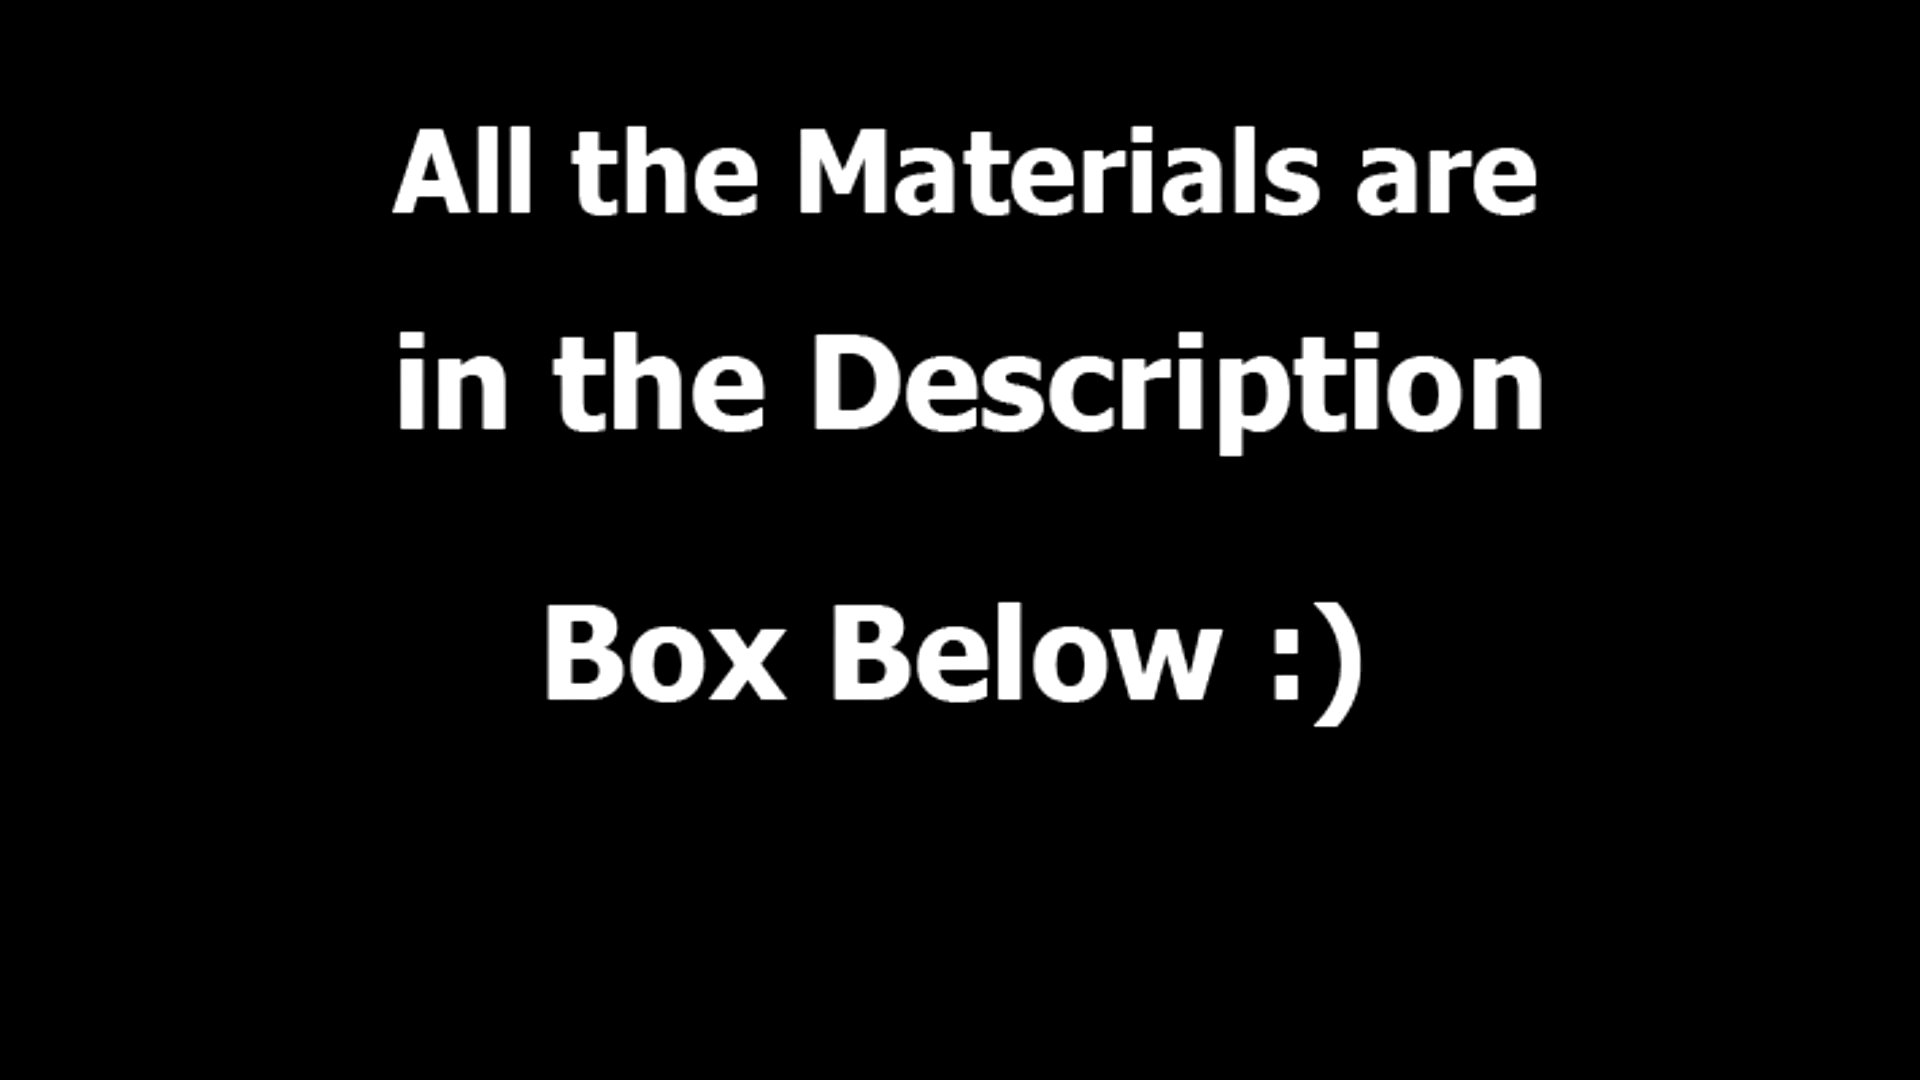 All the Materials are
in the Description
Box Below :)